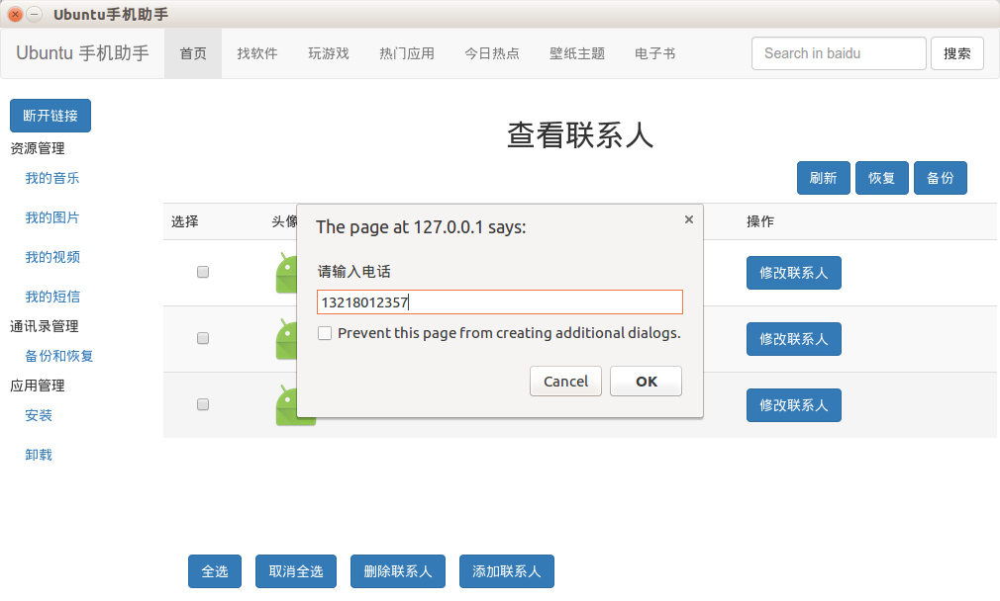 Ubuntu手机助手
Ubuntu 手机助手 首页 找软件 玩游戏 热门应用 今日热点 壁纸主题 电子书 Search in baidu 搜索
断开链接
资源管理
我的音乐
我的图片
我的视频
我的短信
通讯录管理
备份和恢复
应用管理
安装
卸载
查看联系人
刷新 恢复 备份
选择 头像 操作
修改联系人
修改联系人
修改联系人
The page at 127.0.0.1 says:
请输入电话
13218012357
Prevent this page from creating additional dialogs.
Cancel OK
全选 取消全选 删除联系人 添加联系人